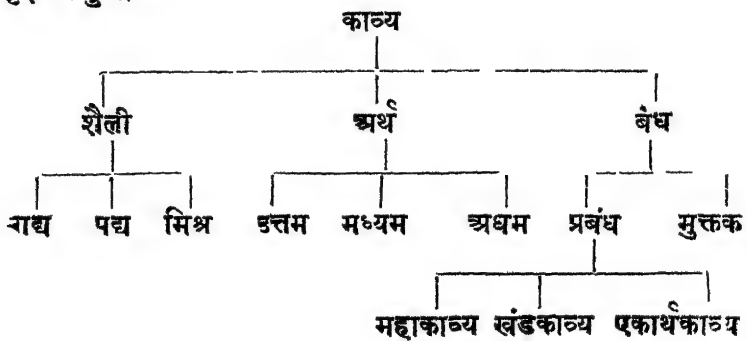 काव्य
शैली अर्थ बंध
गद्य पद्य मिश्र उत्तम मध्यम अधम प्रबंध मुक्तक
महाकाव्य खंडकाव्य एकार्थकाव्य